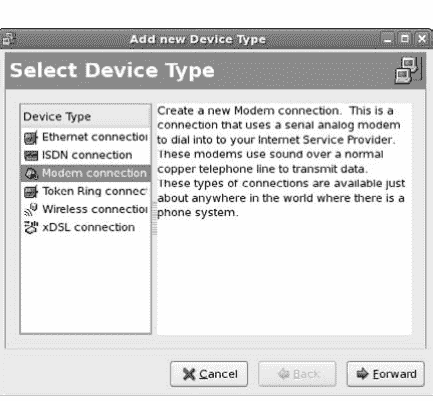 Add new Device Type
Select Device Type
Device Type
Ethernet connection
ISDN connection
Modem connection
Token Ring connec
Wireless connection
xDSL connection
Create a new Modem connection. This is a
connection that uses a serial analog modem
to dial into to your Internet Service Provider.
These modems use sound over a normal
copper telephone line to transmit data.
These types of connections are available just
about anywhere in the world where there is a
phone system.
Cancel
Back
Forward